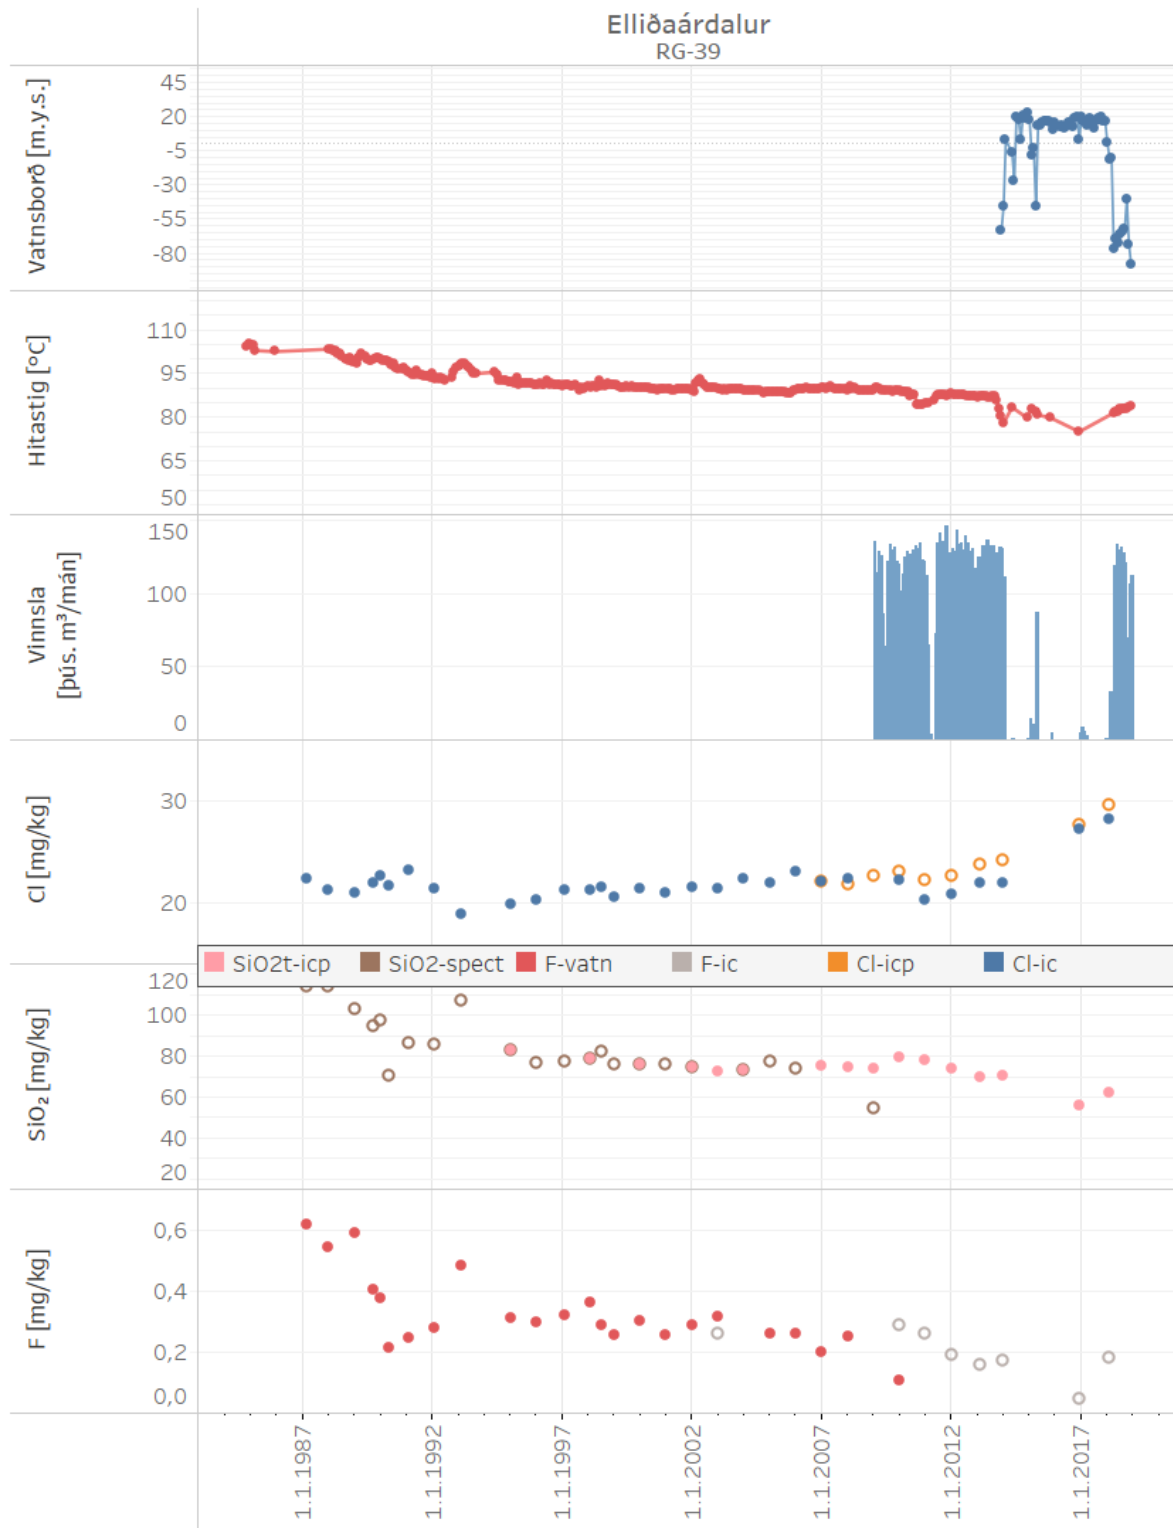 Elliðaárdalur
RG-39
Vatnsborð [m.y.s.]
45
20
-5
-30
-55
-80
Hitastig [°C]
110
95
80
65
50
Vinnsla
[þús. m³/mán]
150
100
50
0
Cl [mg/kg]
30
20
SiO2t-icp
SiO2-spect
F-vatn
F-ic
Cl-icp
Cl-ic
SiO₂ [mg/kg]
120
100
80
60
40
20
F [mg/kg]
0,6
0,4
0,2
0,0
1.1.1987
1.1.1992
1.1.1997
1.1.2002
1.1.2007
1.1.2012
1.1.2017